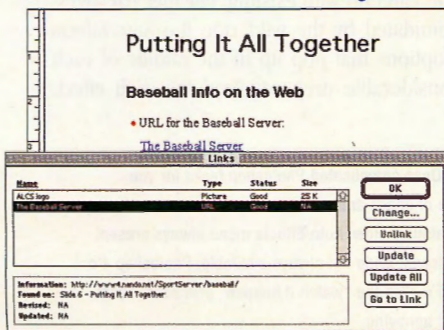 Putting It All Together
Baseball Info on the Web
• URL for the Baseball Server:
The Baseball Server
Links
Name Type Status Size
ALCS logo Picture Good 25 K
The Baseball Server URL Good NA
OK
Change...
Unlink
Update
Update All
Go to Link
Information: http://www4.nando.net/SportServer/baseball/
Found on: Slide 6 - Putting It All Together
Revised: NA
Updated: NA